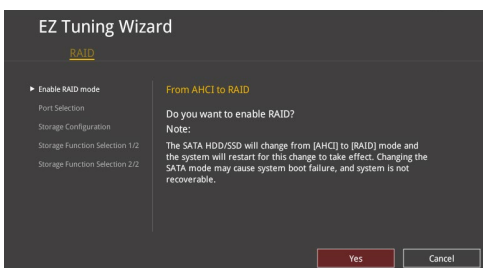 EZ Tuning Wizard
RAID
Enable RAID mode
Port Selection
Storage Configuration
Storage Function Selection 1/2
Storage Function Selection 2/2
From AHCI to RAID
Do you want to enable RAID?
Note:
The SATA HDD/SSD will change from [AHCI] to [RAID] mode and
the system will restart for this change to take effect. Changing the
SATA mode may cause system boot failure, and system is not
recoverable.
Yes
Cancel